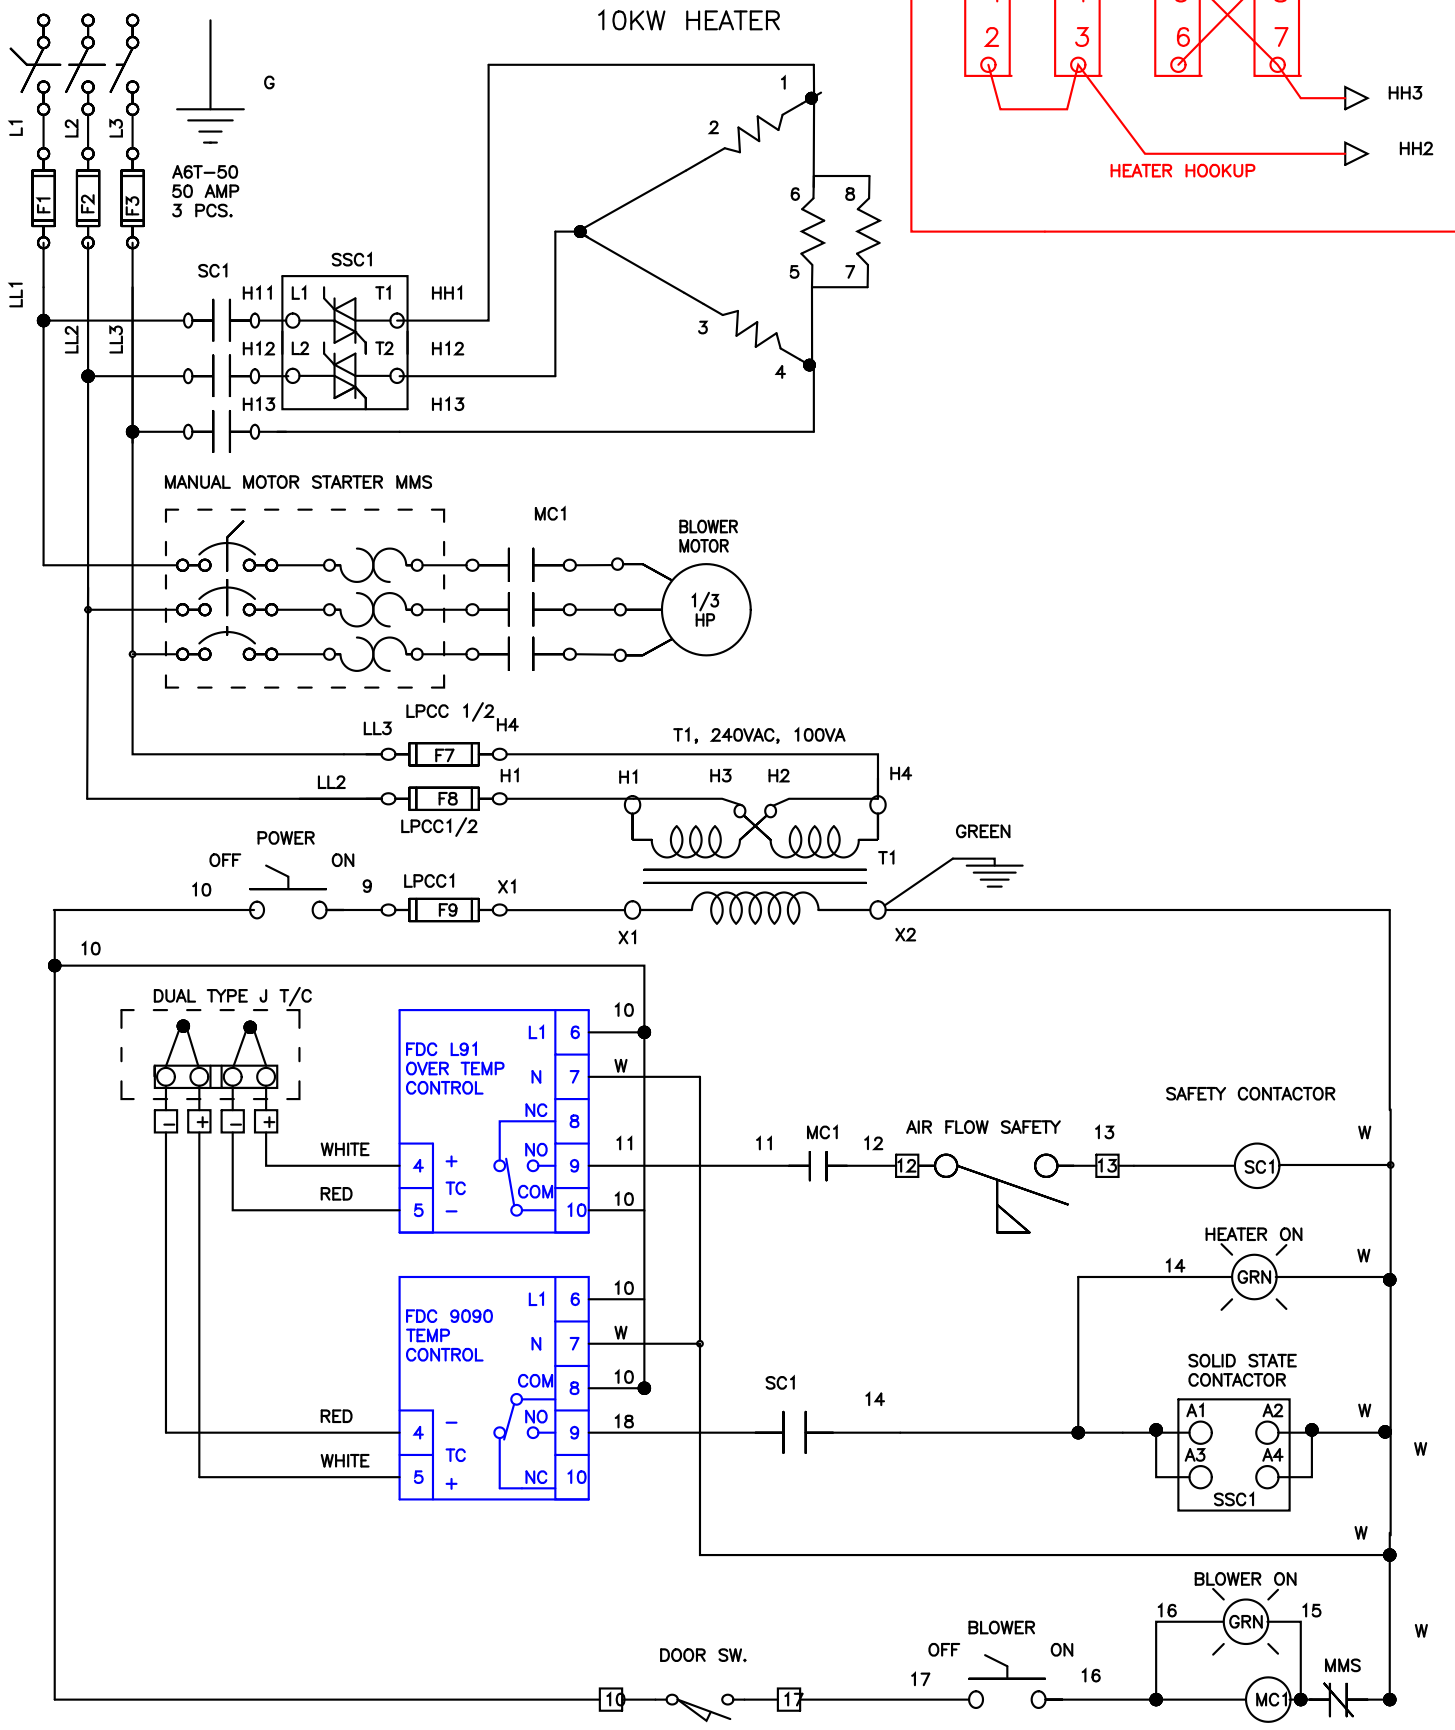 10KW HEATER
2
3
6
7
HH3
HH2
HEATER HOOKUP
G
L1
L2
L3
A6T-50
50 AMP
3 PCS.
F1
F2
F3
1
2
6
8
5
7
3
4
LL1
LL2
LL3
SC1
SSC1
H11
L1
T1
HH1
H12
L2
T2
H12
H13
H13
MANUAL MOTOR STARTER MMS
MC1
BLOWER
MOTOR
1/3
HP
LPCC 1/2
LL3
H4
F7
T1, 240VAC, 100VA
LL2
H1
F8
LPCC1/2
H1
H3
H2
H4
T1
GREEN
POWER
OFF
ON
10
9
LPCC1
X1
F9
X1
X2
10
DUAL TYPE J T/C
- + - +
FDC L91
OVER TEMP
CONTROL
L1 6
N 7
NC 8
NO 9
COM 10
4 +
TC
5 -
10
W
11
10
WHITE
RED
11
MC1
12
12
AIR FLOW SAFETY
13
13
SAFETY CONTACTOR
SC1
W
FDC 9090
TEMP
CONTROL
L1 6
N 7
COM 8
NO 9
NC 10
4 -
TC
5 +
10
W
10
18
RED
WHITE
SC1
14
14
HEATER ON
GRN
W
SOLID STATE
CONTACTOR
A1
A2
A3
A4
SSC1
W
W
W
BLOWER ON
16
GRN
15
W
DOOR SW.
10
17
17
BLOWER
OFF
ON
16
MC1
MMS